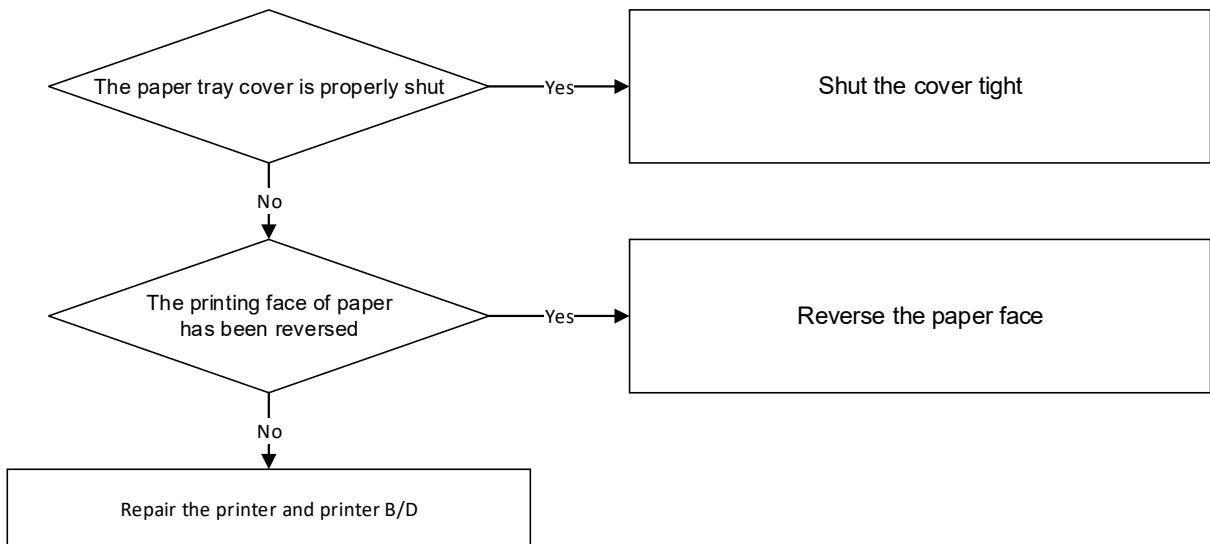 The paper tray cover is properly shut
Yes
Shut the cover tight
No
The printing face of paper
has been reversed
Yes
Reverse the paper face
No
Repair the printer and printer B/D